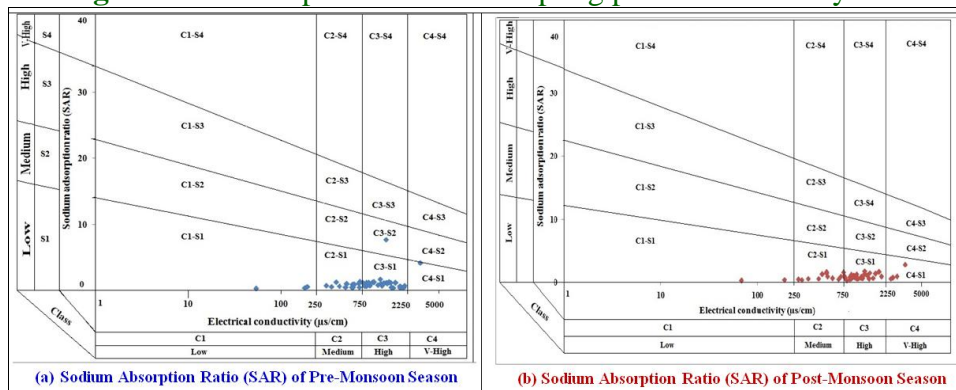 40
V-High
S4
C1-S4
C2-S4
C3-S4
C4-S4
High
S3
30
Sodium adsorption ratio (SAR)
Medium
S2
20
C1-S3
C2-S3
C3-S3
C4-S3
C1-S2
C2-S2
C3-S2
C4-S2
10
Low
S1
C1-S1
C2-S1
C3-S1
C4-S1
0
1 10 100 250 750 2250 5000
Electrical conductivity (µs/cm)
Class
C1 C2 C3 C4
Low Medium High V-High
(a) Sodium Absorption Ratio (SAR) of Pre-Monsoon Season
40
V-High
C1-S4
C2-S4
C3-S4
C4-S4
High
30
Sodium adsorption ratio (SAR)
Medium
20
C1-S3
C2-S3
C3-S4
C4-S3
C1-S2
C2-S2
C3-S2
C4-S2
10
Low
C1-S1
C2-S1
C3-S1
C4-S1
0
1 10 100 250 750 2250 5000
Electrical conductivity (µs/cm)
Class
C1 C2 C3 C4
Low Medium High V-High
(b) Sodium Absorption Ratio (SAR) of Post-Monsoon Season